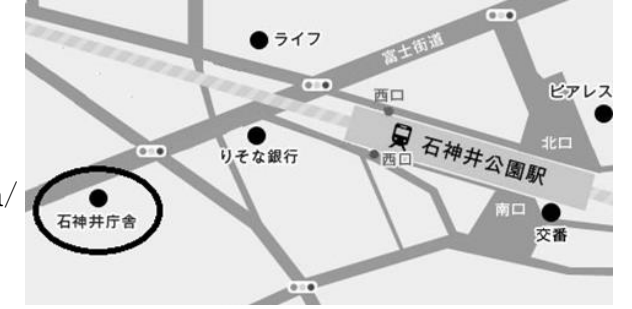 ライフ
富士街道
西口
ピアレス
北口
りそな銀行
西口
石神井公園駅
南口
交番
石神井庁舎